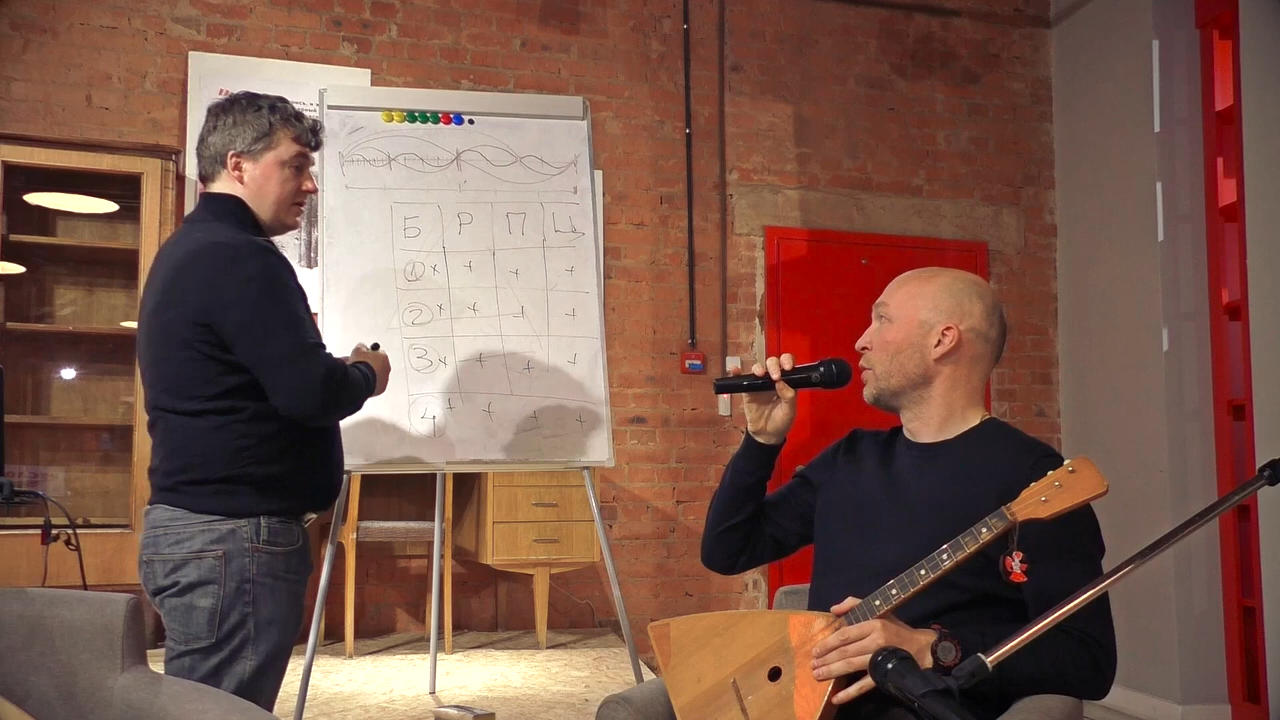 Б Р П Ц
1 × + + +
2 × + + +
3 × + + +
4 + + + +